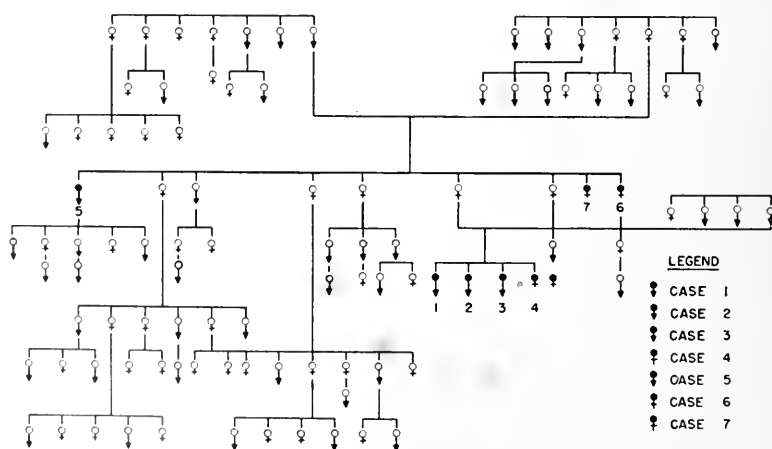 5
7 6
1 2 3 4
LEGEND
CASE 1
CASE 2
CASE 3
CASE 4
CASE 5
CASE 6
CASE 7